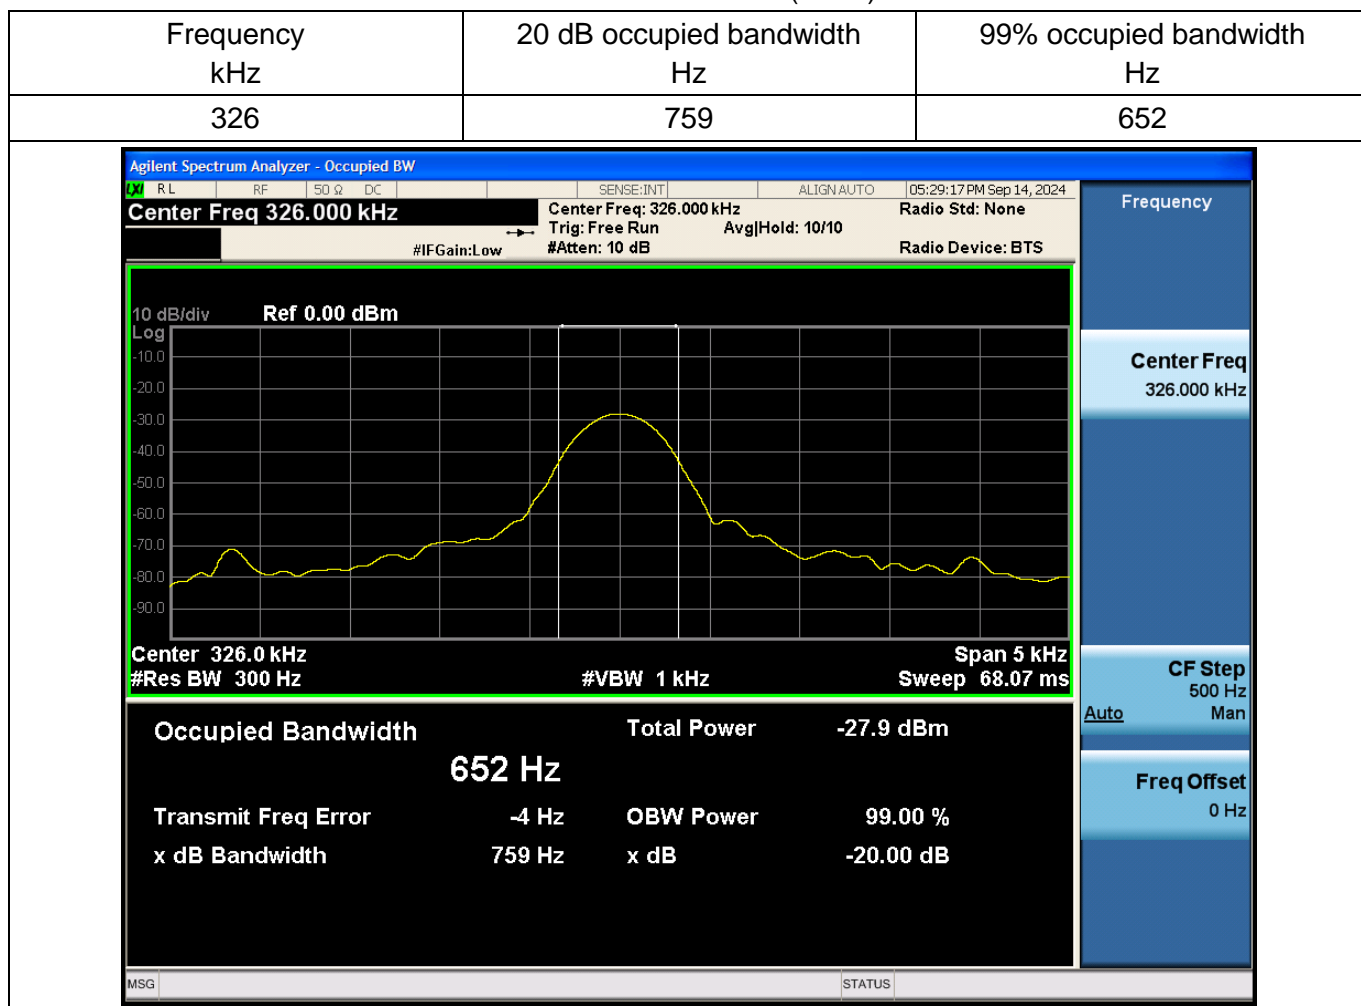 Frequency 20 dB occupied bandwidth 99% occupied bandwidth
kHz Hz Hz
326 759 652
Agilent Spectrum Analyzer - Occupied BW
LXI RL RF 50 Ω DC SENSE:INT ALIGN AUTO 05:29:17 PM Sep 14, 2024
Center Freq 326.000 kHz Center Freq: 326.000 kHz Radio Std: None Frequency
Trig: Free Run Avg|Hold: 10/10
#IFGain:Low #Atten: 10 dB Radio Device: BTS
10 dB/div Ref 0.00 dBm
Log
-10.0
-20.0
-30.0
-40.0
-50.0
-60.0
-70.0
-80.0
-90.0
Center Freq
326.000 kHz
Center 326.0 kHz Span 5 kHz
#Res BW 300 Hz #VBW 1 kHz Sweep 68.07 ms
CF Step
500 Hz
Auto Man
Occupied Bandwidth Total Power -27.9 dBm
652 Hz
Transmit Freq Error -4 Hz OBW Power 99.00 %
x dB Bandwidth 759 Hz x dB -20.00 dB
Freq Offset
0 Hz
MSG STATUS